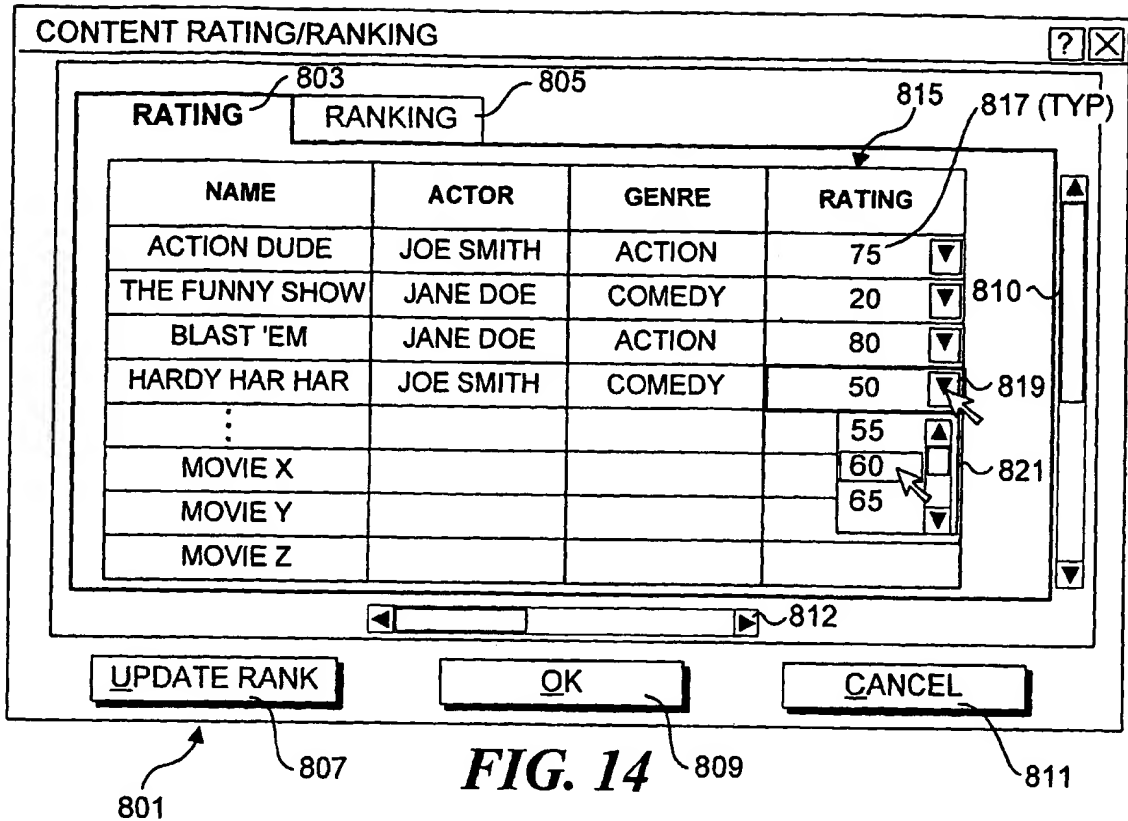 CONTENT RATING/RANKING ?
803 805 815 817 (TYP)
RATING RANKING
NAME ACTOR GENRE RATING
ACTION DUDE JOE SMITH ACTION 75
THE FUNNY SHOW JANE DOE COMEDY 20 810
BLAST 'EM JANE DOE ACTION 80
HARDY HAR HAR JOE SMITH COMEDY 50 819
55
MOVIE X 60 821
MOVIE Y 65
MOVIE Z
812
UPDATE RANK OK CANCEL
801 807 FIG. 14 809 811